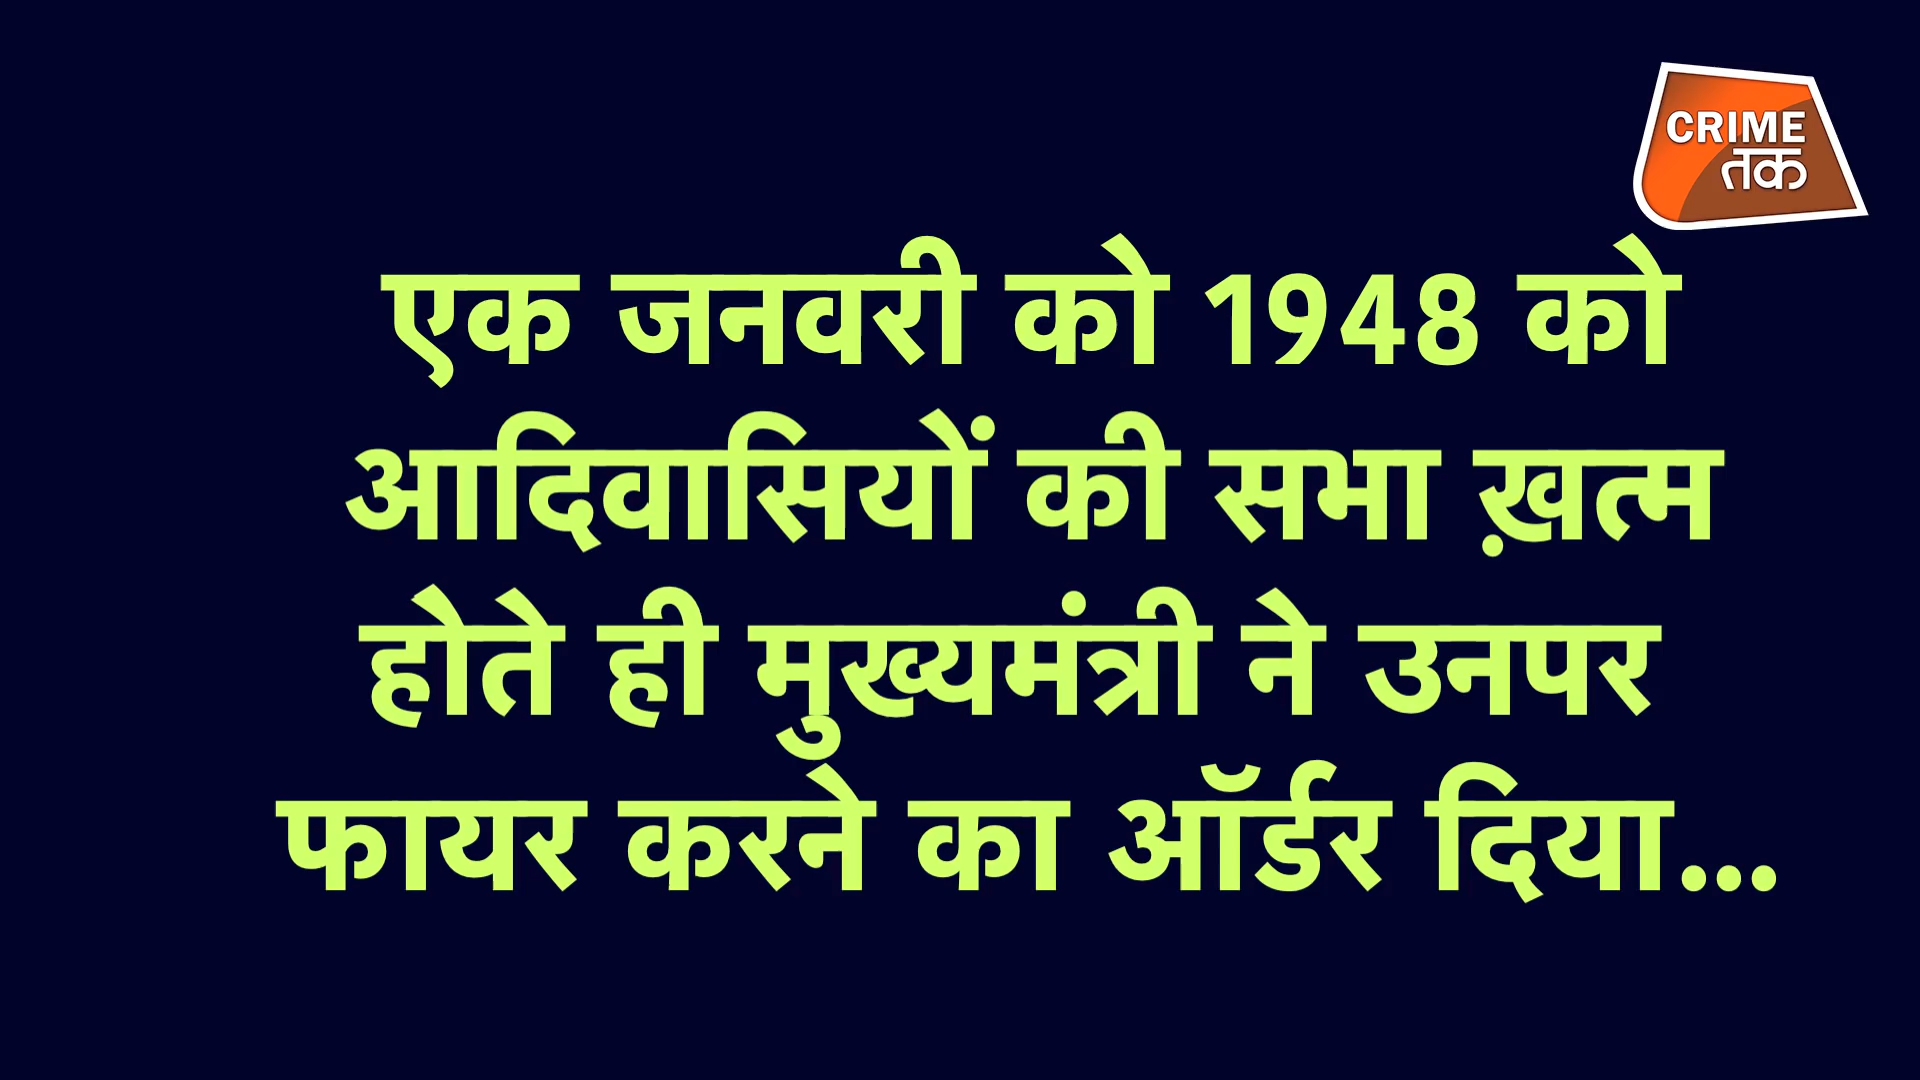 CRIME
तक
एक जनवरी को 1948 को
आदिवासियों की सभा ख़त्म
होते ही मुख्यमंत्री ने उनपर
फायर करने का ऑर्डर दिया...